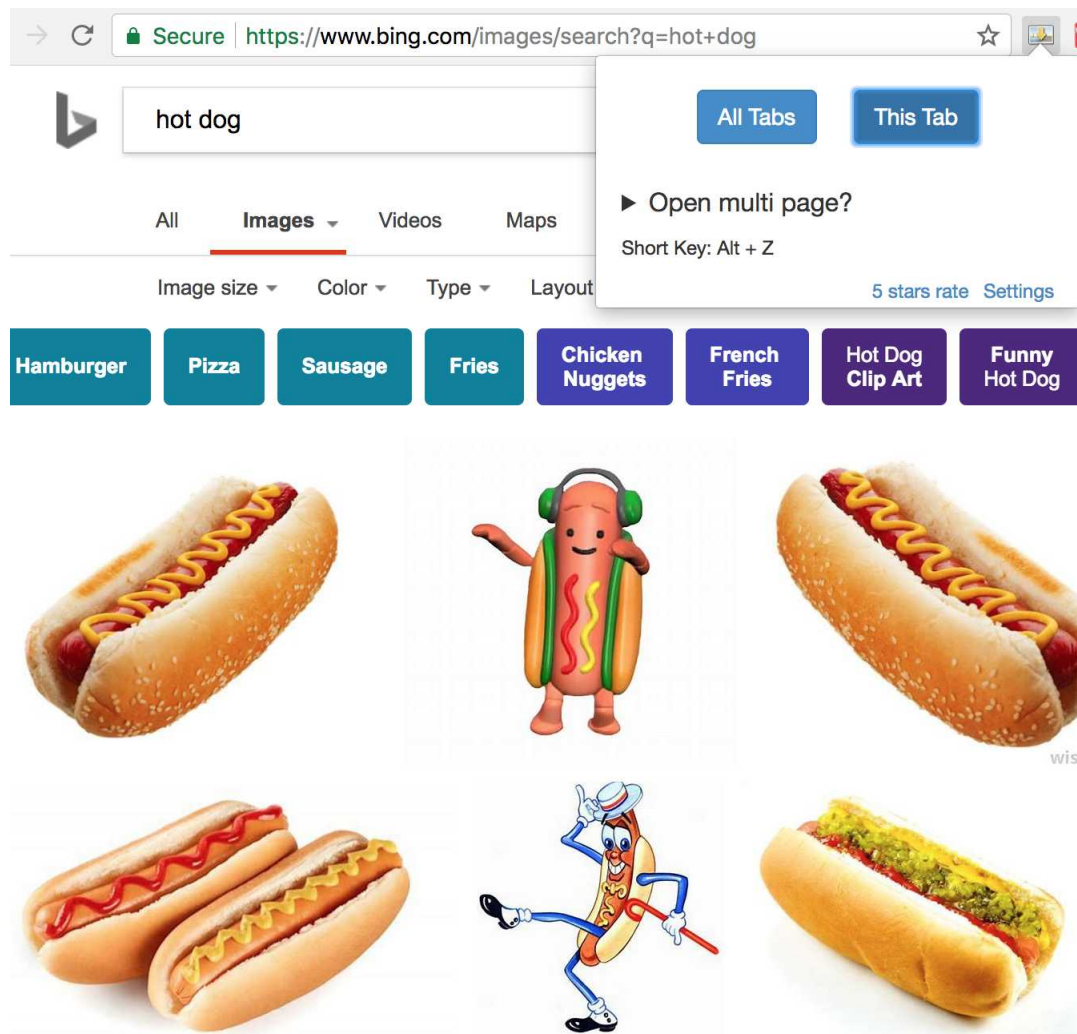 Secure https://www.bing.com/images/search?q=hot+dog
hot dog
All Tabs This Tab
Open multi page?
Short Key: Alt + Z
5 stars rate Settings
All Images Videos Maps
Image size Color Type Layout
Hamburger
Pizza
Sausage
Fries
Chicken
Nuggets
French
Fries
Hot Dog
Clip Art
Funny
Hot Dog